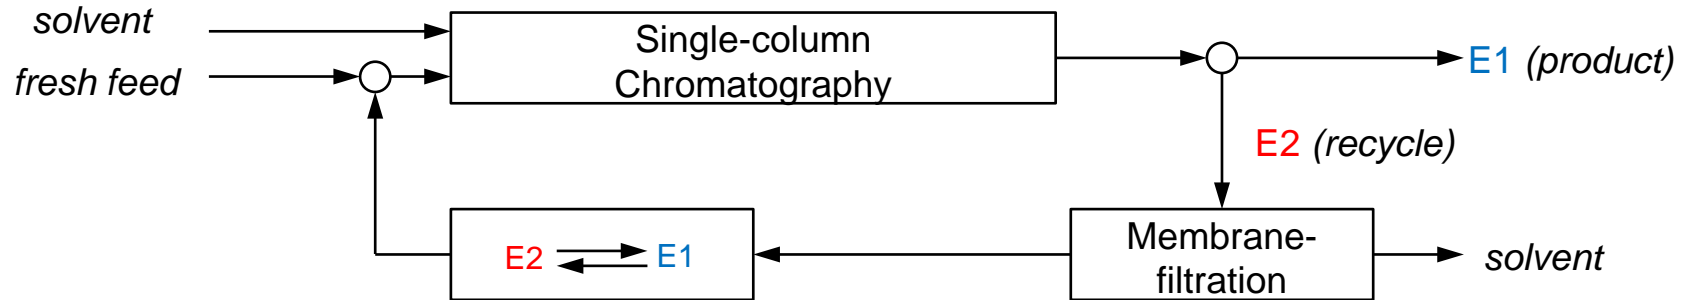 solvent
fresh feed
Single-column
Chromatography
E1 (product)
E2 (recycle)
E2 E1
Membrane-
filtration
solvent